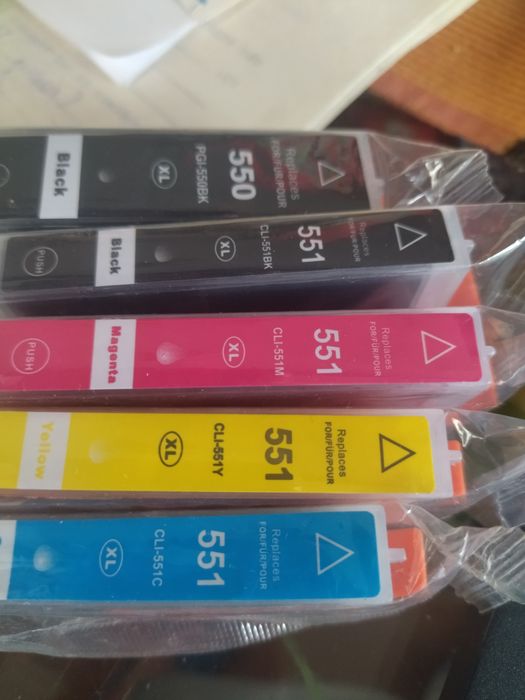 Black
XL
PGI-550BK
550
Replaces
FOR/FÜR/POUR
PUSH
Black
XL
CLI-551BK
551
Replaces
FOR/FÜR/POUR
PUSH
Magenta
XL
CLI-551M
551
Replaces
FOR/FÜR/POUR
Yellow
XL
CLI-551Y
551
Replaces
FOR/FÜR/POUR
XL
CLI-551C
551
Replaces
FOR/FÜR/POUR